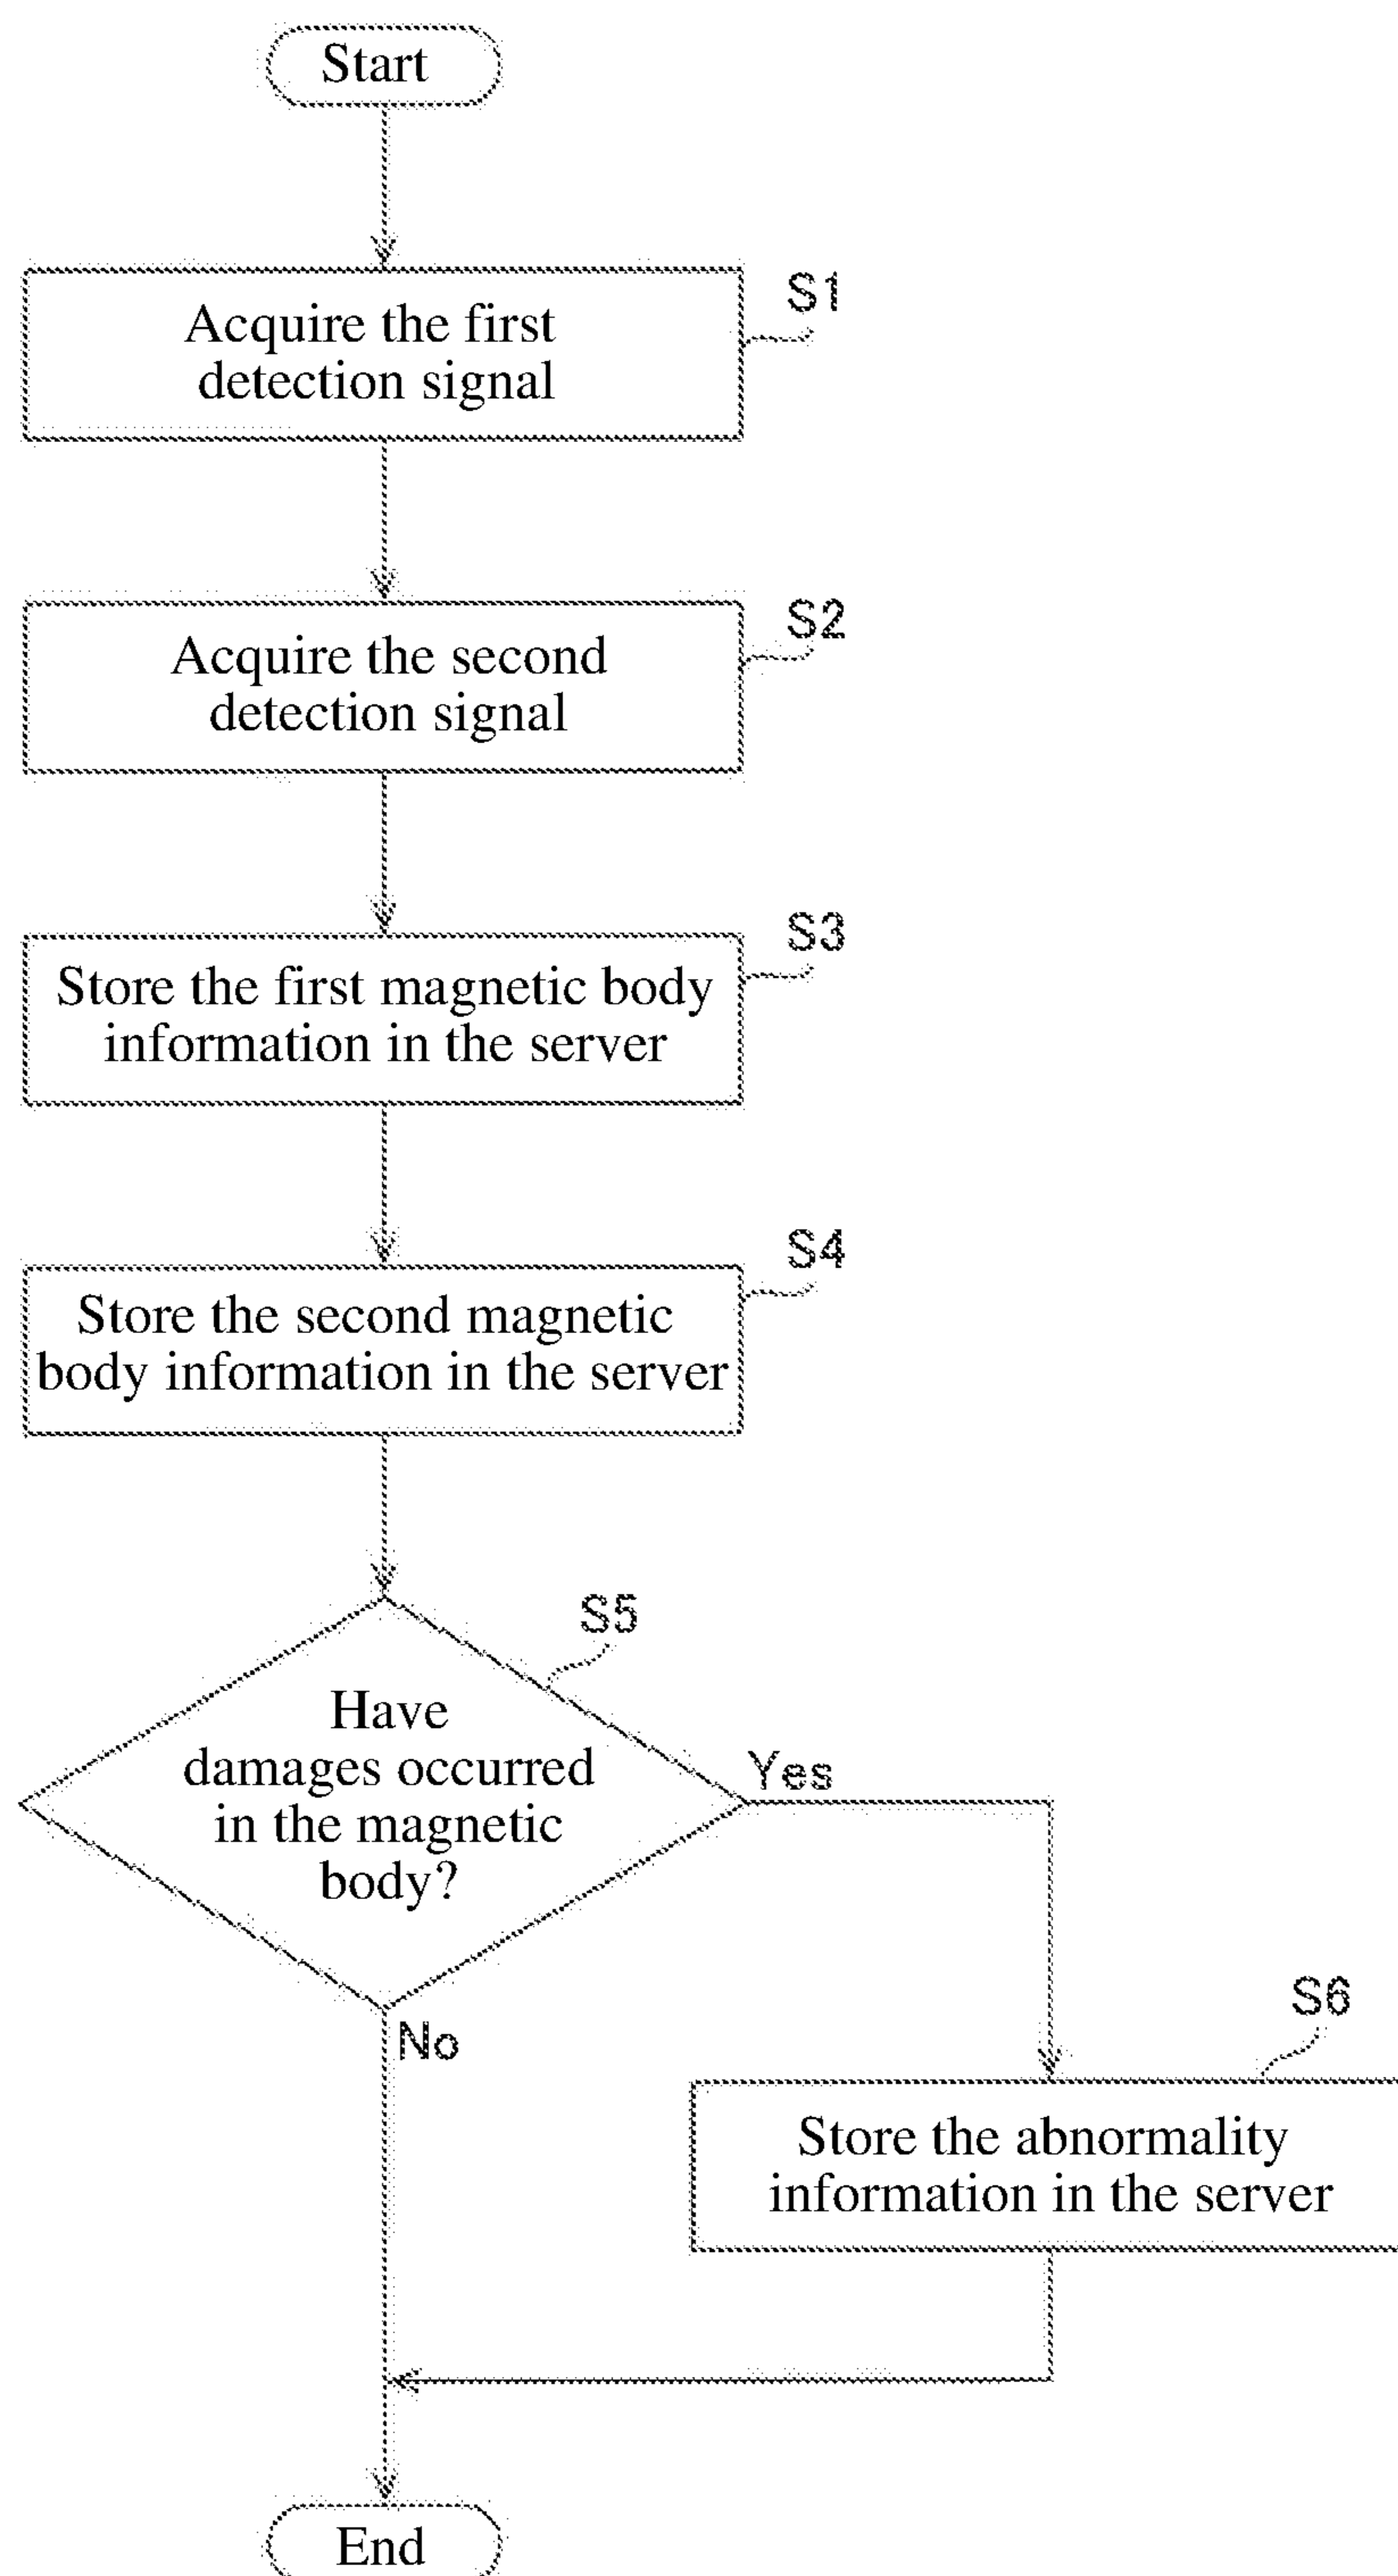 Start
S1
Acquire the first
detection signal
S2
Acquire the second
detection signal
S3
Store the first magnetic body
information in the server
S4
Store the second magnetic
body information in the server
S5
Have
damages occurred
in the magnetic
body?
Yes
No
S6
Store the abnormality
information in the server
End